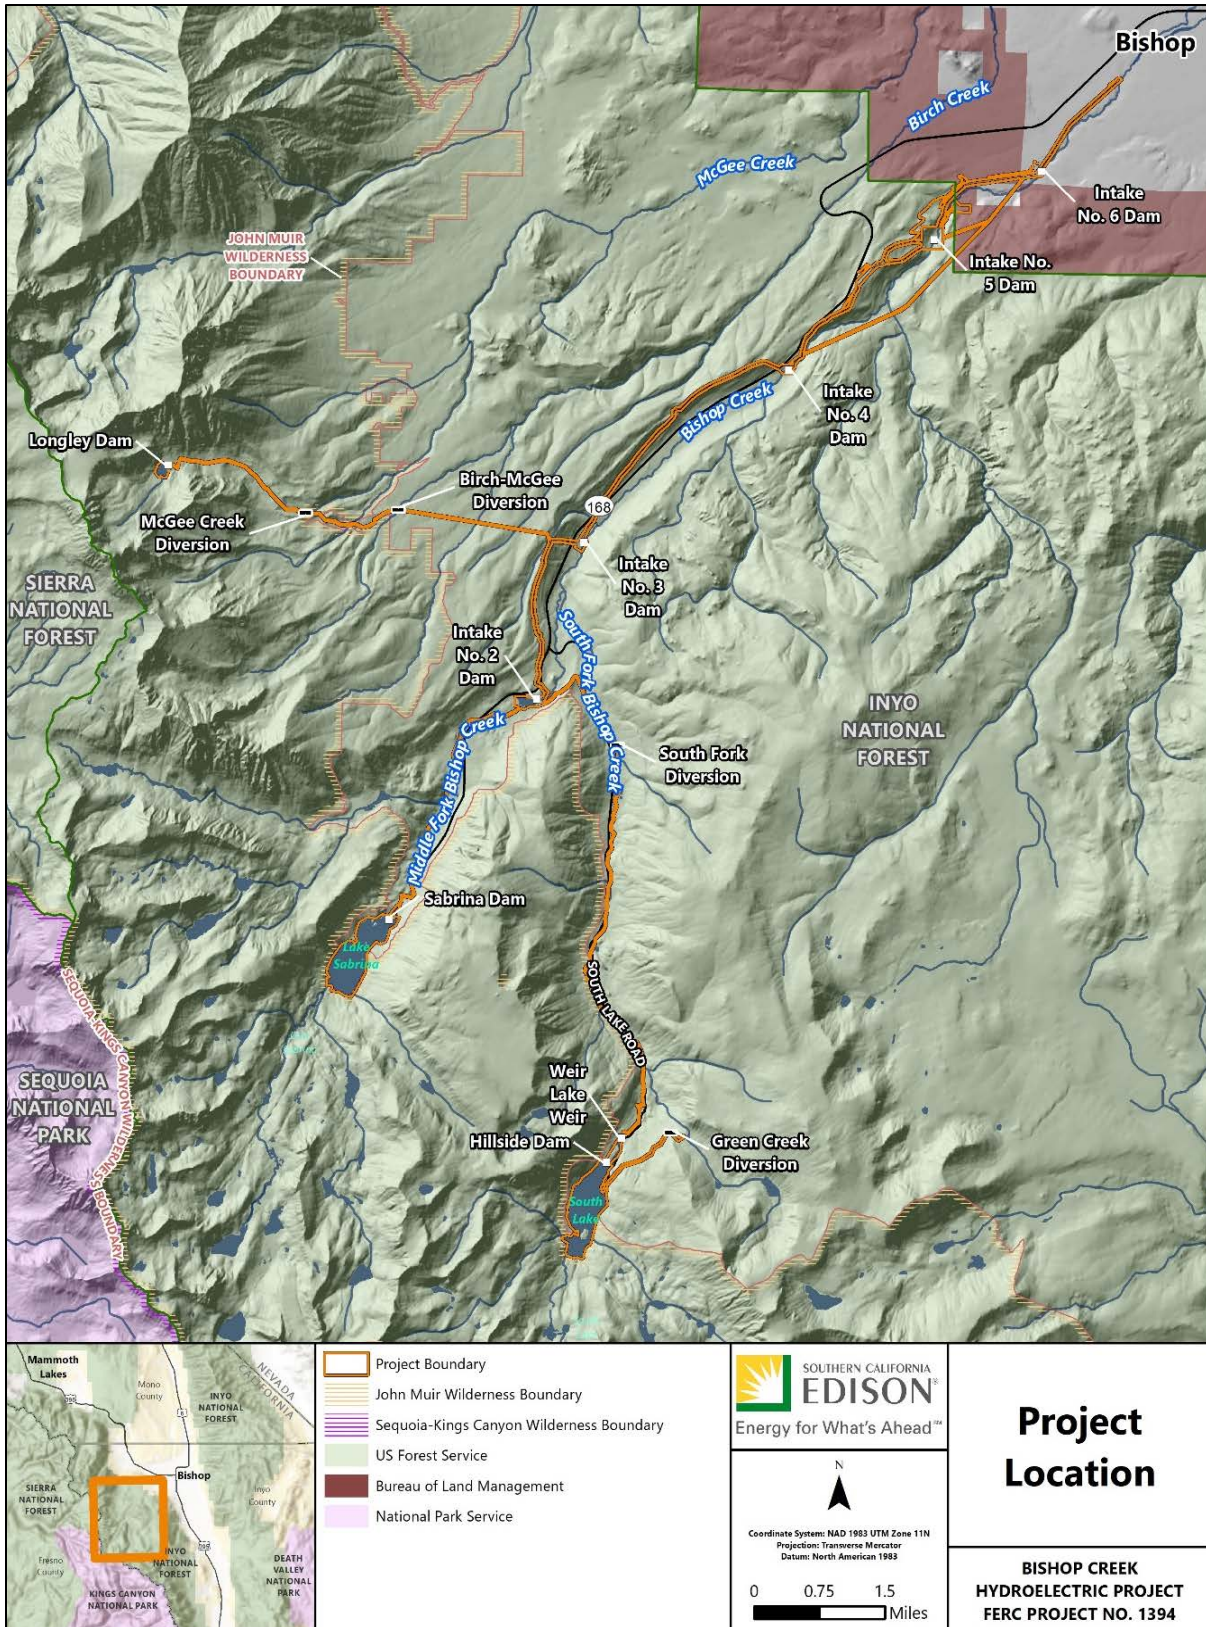 Bishop
Birch Creek
McGee Creek
Intake
No. 6 Dam
JOHN MUIR
WILDERNESS
BOUNDARY
Intake No.
5 Dam
Intake
No. 4
Dam
Bishop Creek
Longley Dam
Birch-McGee
Diversion
168
McGee Creek
Diversion
Intake
No. 3
Dam
SIERRA
NATIONAL
FOREST
South Fork Bishop Creek
Intake
No. 2
Dam
INYO
NATIONAL
FOREST
Middle Fork Bishop Creek
South Fork
Diversion
Sabrina Dam
Lake
Sabrina
SOUTH LAKE ROAD
SEQUOIA-KINGS CANYON WILDERNESS BOUNDARY
SEQUOIA
NATIONAL
PARK
Weir
Lake
Weir
Hillside Dam
Green Creek
Diversion
South
Lake
Mammoth
Lakes
Mono
County
NEVADA
CALIFORNIA
395
6
INYO
NATIONAL
FOREST
Bishop
SIERRA
NATIONAL
FOREST
Inyo
County
Fresno
County
INYO
NATIONAL
FOREST
395
DEATH
VALLEY
NATIONAL
PARK
KINGS CANYON
NATIONAL PARK
Project Boundary
John Muir Wilderness Boundary
Sequoia-Kings Canyon Wilderness Boundary
US Forest Service
Bureau of Land Management
National Park Service
SOUTHERN CALIFORNIA
EDISON®
Energy for What's Ahead℠
N
Coordinate System: NAD 1983 UTM Zone 11N
Projection: Transverse Mercator
Datum: North American 1983
0 0.75 1.5
Miles
Project
Location
BISHOP CREEK
HYDROELECTRIC PROJECT
FERC PROJECT NO. 1394